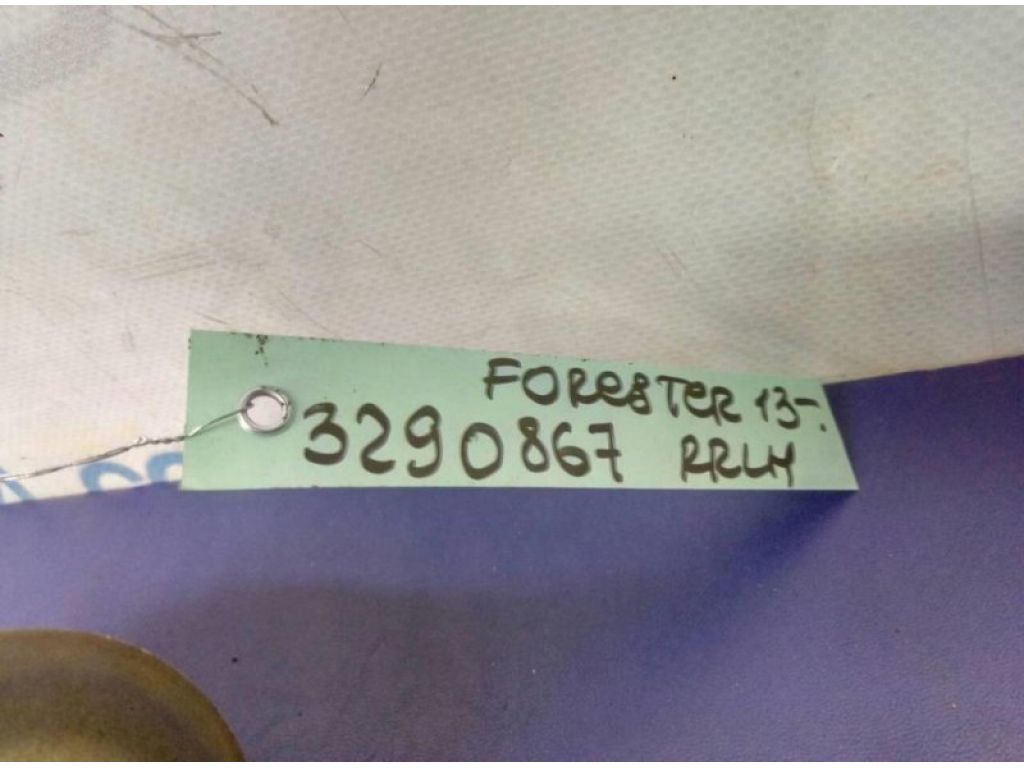 FORESTER 13-.
3290867 RRLH